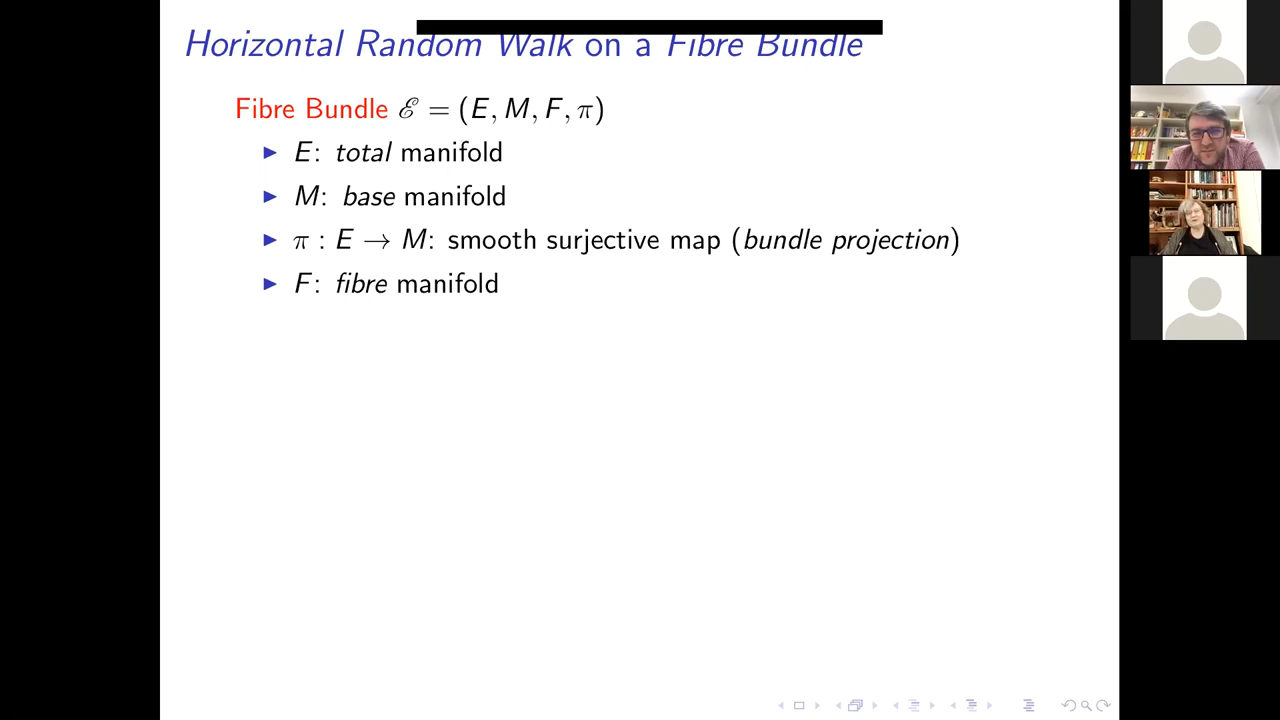 Horizontal Random Walk on a Fibre Bundle
Fibre Bundle ℰ = (E, M, F, π)
▶ E: total manifold
▶ M: base manifold
▶ π : E → M: smooth surjective map (bundle projection)
▶ F: fibre manifold